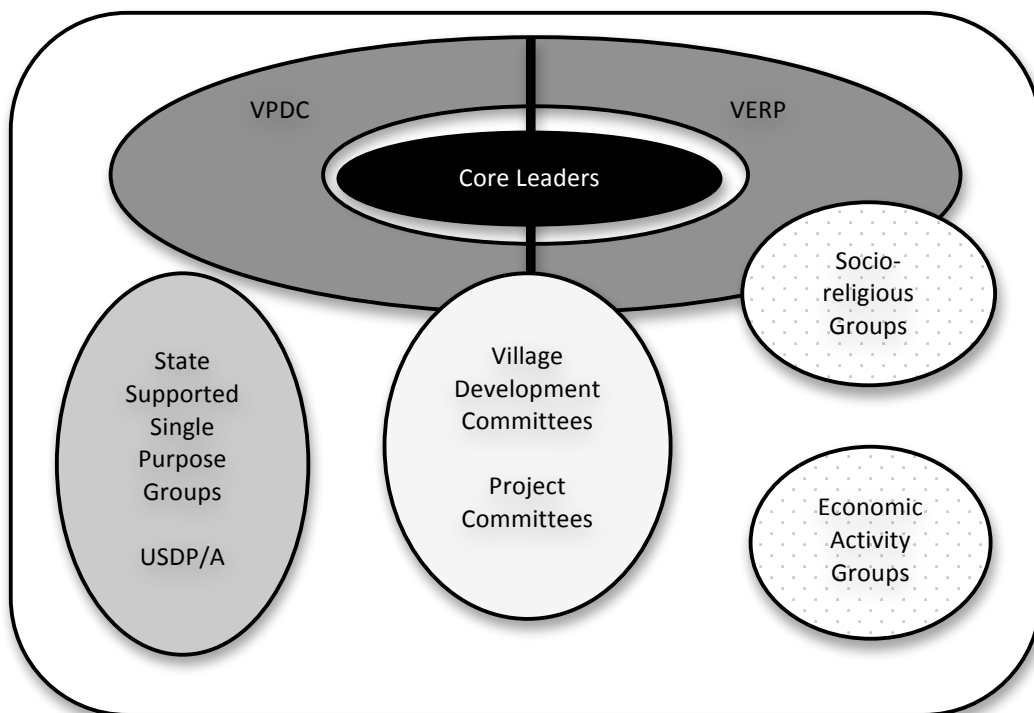 VPDC
VERP
Core Leaders
Socio-
religious
Groups
State
Supported
Single
Purpose
Groups
USDP/A
Village
Development
Committees
Project
Committees
Economic
Activity
Groups